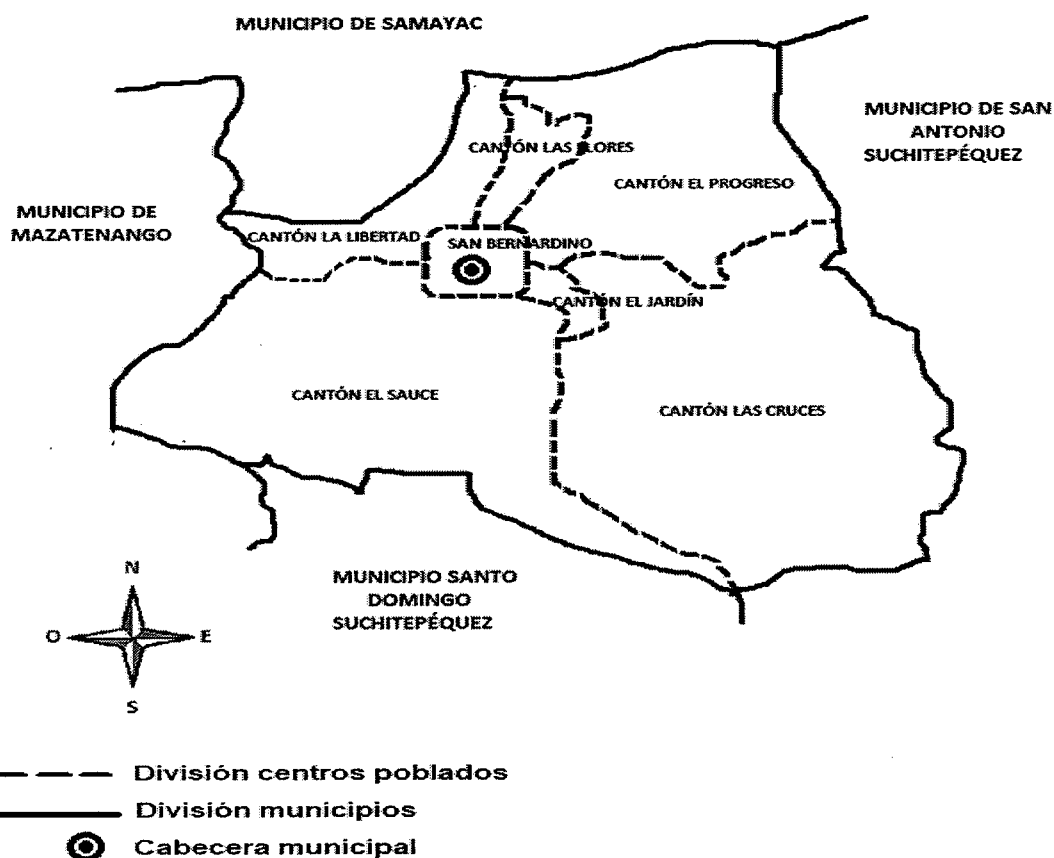 MUNICIPIO DE SAMAYAC
MUNICIPIO DE SAN
ANTONIO
SUCHITEPÉQUEZ
CANTÓN LAS FLORES
CANTÓN EL PROGRESO
MUNICIPIO DE
MAZATENANGO
CANTÓN LA LIBERTAD
SAN BERNARDINO
CANTÓN EL JARDÍN
CANTÓN EL SAUCE
CANTÓN LAS CRUCES
MUNICIPIO SANTO
DOMINGO
SUCHITEPÉQUEZ
N
O
E
S
División centros poblados
División municipios
Cabecera municipal